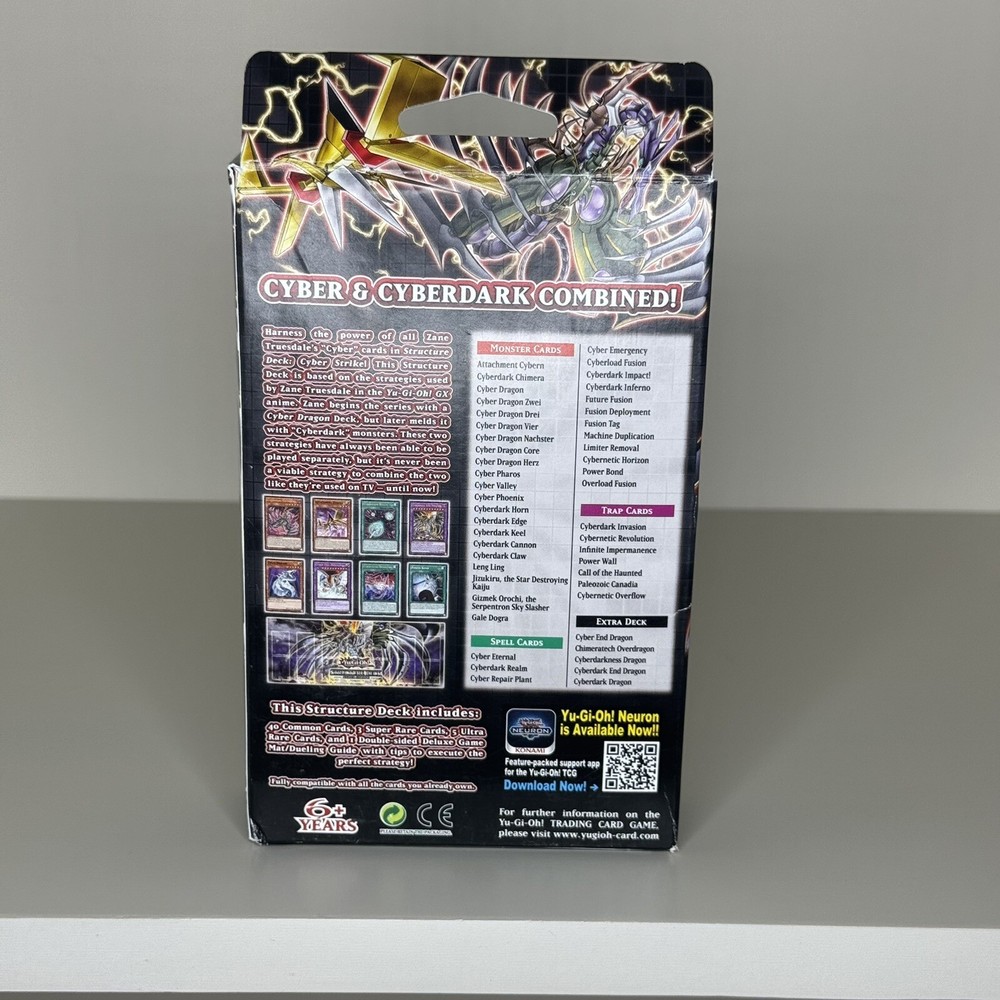 CYBER & CYBERDARK COMBINED!
Harness the power of all Zane
Truesdale's "Cyber" cards in Structure
Deck: Cyber Strike! This Structure
Deck is based on the strategies used
by Zane Truesdale in the Yu-Gi-Oh! GX
anime. Zane begins the series with a
Cyber Dragon Deck, but later melds it
with "Cyberdark" monsters. These two
strategies have always been able to be
played separately, but it's never been
a viable strategy to combine the two
like they're used on TV – until now!
MONSTER CARDS
Attachment Cybern
Cyberdark Chimera
Cyber Dragon
Cyber Dragon Zwei
Cyber Dragon Drei
Cyber Dragon Vier
Cyber Dragon Nachster
Cyber Dragon Core
Cyber Dragon Herz
Cyber Pharos
Cyber Valley
Cyber Phoenix
Cyberdark Horn
Cyberdark Edge
Cyberdark Keel
Cyberdark Cannon
Cyberdark Claw
Leng Ling
Jizukiru, the Star Destroying
Kaiju
Gizmek Orochi, the
Serpentron Sky Slasher
Gale Dogra
SPELL CARDS
Cyber Eternal
Cyberdark Realm
Cyber Repair Plant
Cyber Emergency
Cyberload Fusion
Cyberdark Impact!
Cyberdark Inferno
Future Fusion
Fusion Deployment
Fusion Tag
Machine Duplication
Limiter Removal
Cybernetic Horizon
Power Bond
Overload Fusion
TRAP CARDS
Cyberdark Invasion
Cybernetic Revolution
Infinite Impermanence
Power Wall
Call of the Haunted
Paleozoic Canadia
Cybernetic Overflow
EXTRA DECK
Cyber End Dragon
Chimeratech Overdragon
Cyberdarkness Dragon
Cyberdark End Dragon
Cyberdark Dragon
Yu-Gi-Oh!
This Structure Deck includes:
40 Common Cards, 3 Super Rare Cards, 5 Ultra
Rare Cards, and 1 Double-sided Deluxe Game
Mat/Dueling Guide with tips to execute the
perfect strategy!
Fully compatible with all the cards you already own.
6+
YEARS
PLEASE RETAIN THE PACKAGING
CE
NEURON
KONAMI
Yu-Gi-Oh! Neuron
is Available Now!!
Feature-packed support app
for the Yu-Gi-Oh! TCG
Download Now! →
For further information on the
Yu-Gi-Oh! TRADING CARD GAME,
please visit www.yugioh-card.com